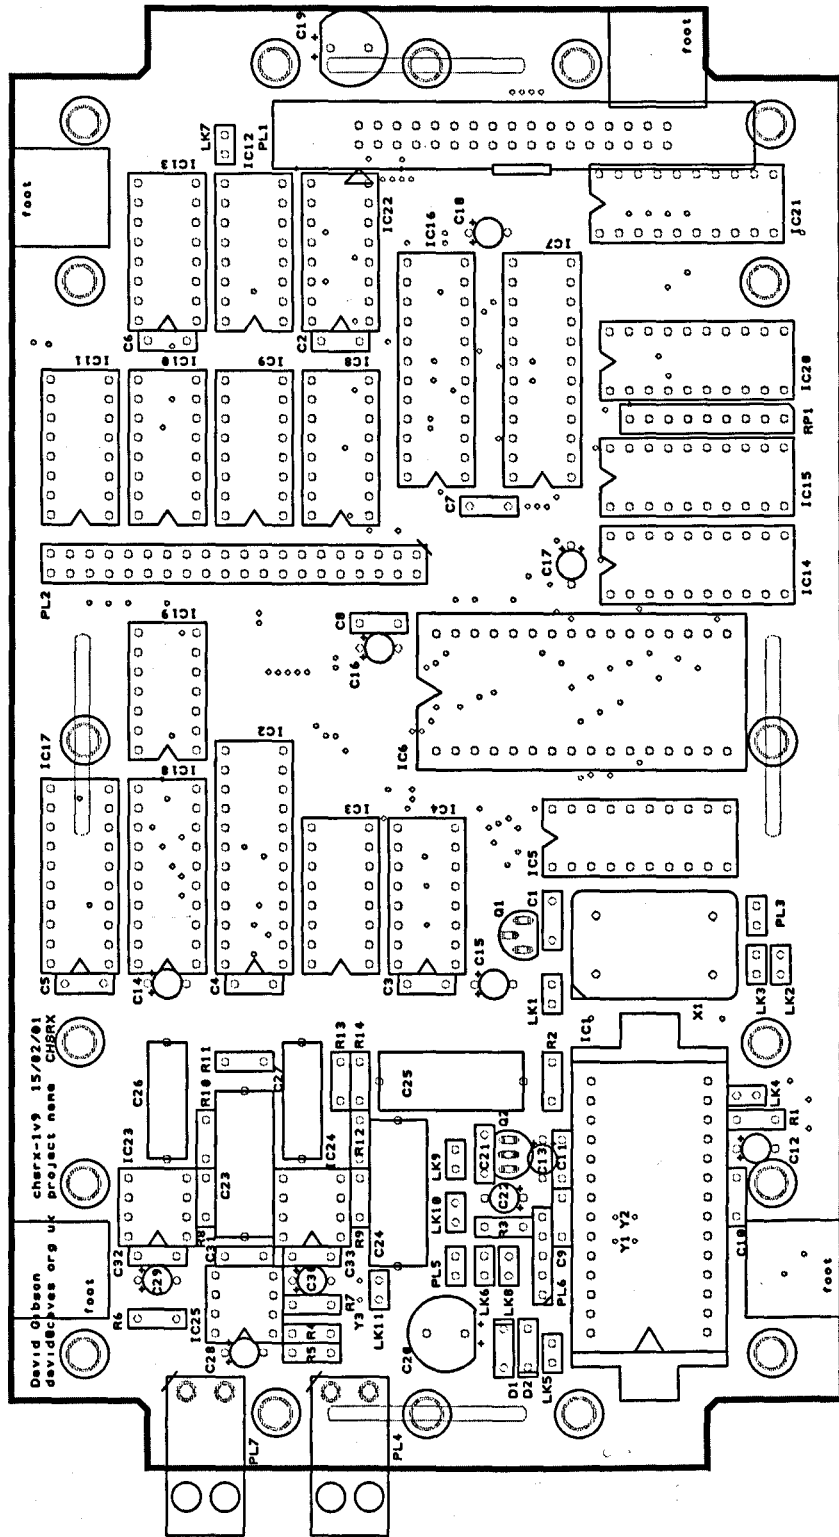 C19
foot
LK7
IC12
PL1
IC13
foot
IC22
IC16
C18
IC7
IC21
C6
C2
IC11
IC10
IC9
IC8
IC20
RP1
C7
IC15
C17
IC14
PL2
IC19
C8
C16
IC17
IC18
IC2
IC6
IC3
IC4
IC5
Q1
C1
C15
PL3
C5
C14
C4
C3
LK1
X1
LK3
LK2
IC1
David Gibson chsrx-1v9 15/02/01
david@caves org uk project name CHSRX
C26
R11
R10
C27
R13
R14
C25
R2
IC23
IC24
C23
R12
LK9
C21
Q2
C13
C11
LK4
R1
C12
R8
R9
C24
LK10
C22
R3
C9
Y1
Y2
C10
C32
C31
C33
C29
C30
PL5
LK6
LK8
PL6
foot
foot
R6
IC25
R7
Y3
LK11
R4
R5
C28
C20
D1
D2
LK5
PL7
PL4